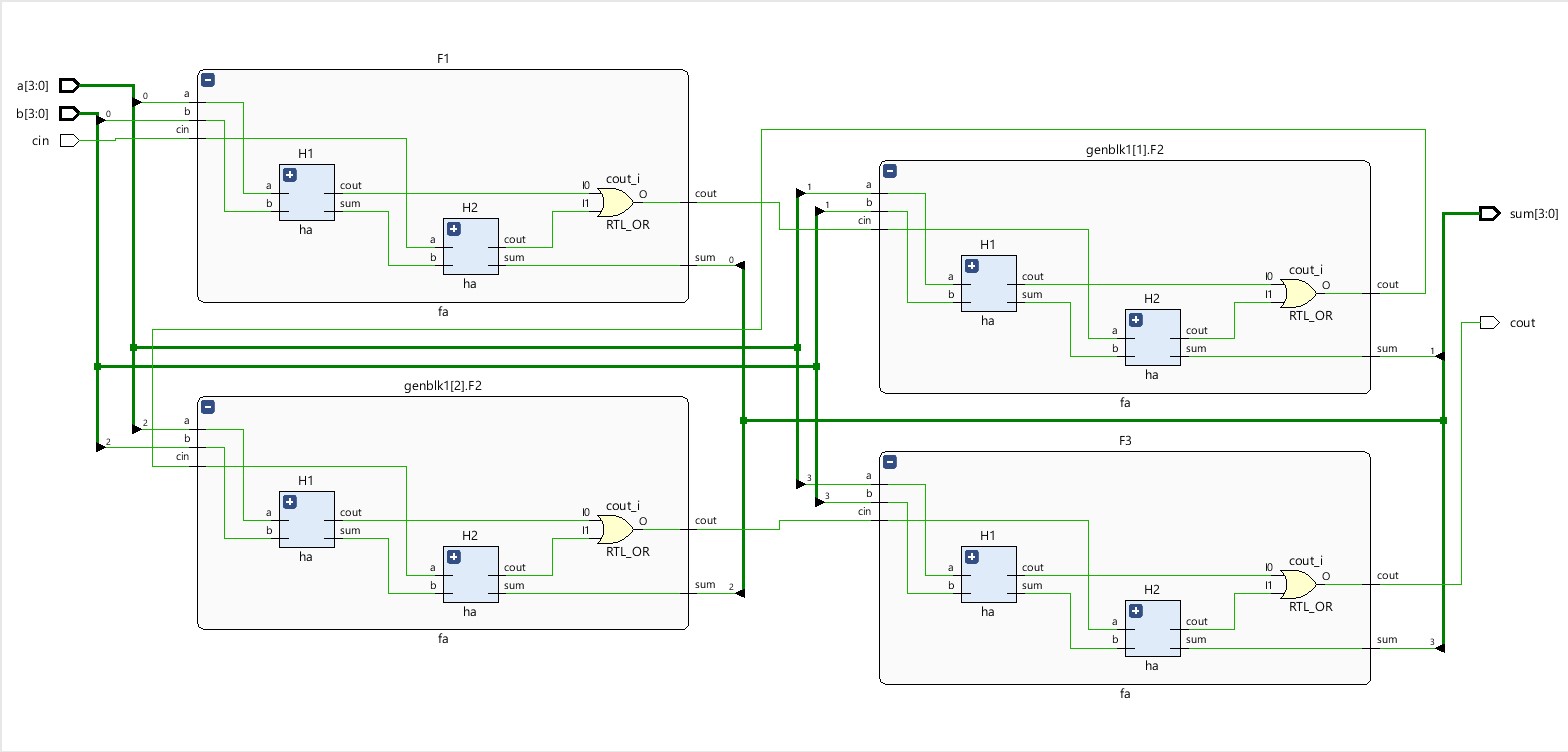 F1
a[3:0]
b[3:0]
cin
0
0
a
b
cin
H1
a
b
cout
sum
ha
H2
a
b
cout
sum
ha
cout_i
I0
I1
O
RTL_OR
cout
sum
0
fa
genblk1[1].F2
1
1
a
b
cin
H1
a
b
cout
sum
ha
H2
a
b
cout
sum
ha
cout_i
I0
I1
O
RTL_OR
cout
sum
1
fa
sum[3:0]
cout
genblk1[2].F2
2
2
a
b
cin
H1
a
b
cout
sum
ha
H2
a
b
cout
sum
ha
cout_i
I0
I1
O
RTL_OR
cout
sum
2
fa
F3
3
3
a
b
cin
H1
a
b
cout
sum
ha
H2
a
b
cout
sum
ha
cout_i
I0
I1
O
RTL_OR
cout
sum
3
fa